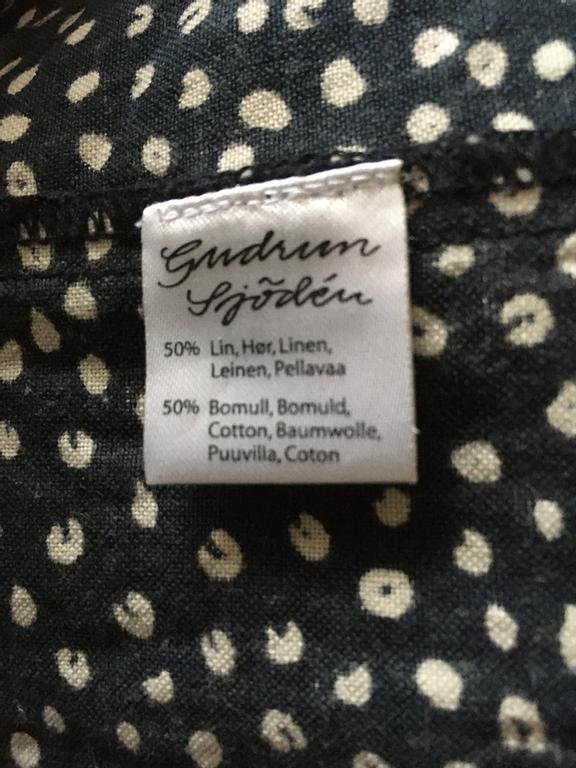 Gudrun
Sjödén
50% Lin, Hør, Linen,
Leinen, Pellavaa
50% Bomull, Bomuld,
Cotton, Baumwolle,
Puuvilla, Coton